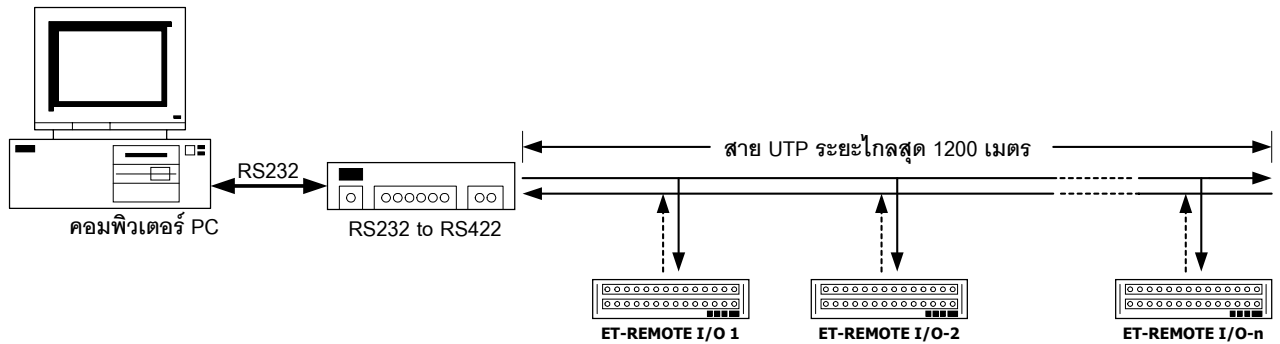 สาย UTP ระยะไกลสุด 1200 เมตร
RS232
คอมพิวเตอร์ PC
RS232 to RS422
ET-REMOTE I/O 1
ET-REMOTE I/O-2
ET-REMOTE I/O-n